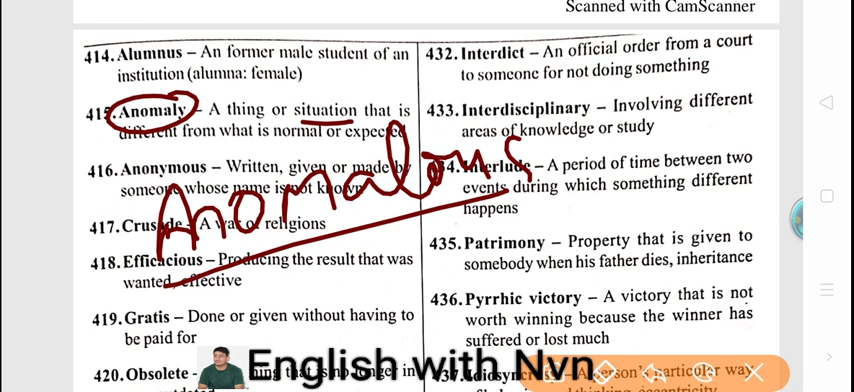 Scanned with CamScanner
414. Alumnus – An former male student of an
institution (alumna: female)
415. Anomaly – A thing or situation that is
different from what is normal or expected
416. Anonymous – Written, given or made by
someone whose name is not known
417. Crusade – A war of religions
418. Efficacious – Producing the result that was
wanted, effective
419. Gratis – Done or given without having to
be paid for
420. Obsolete - thing that is no longer in
432. Interdict – An official order from a court
to someone for not doing something
433. Interdisciplinary – Involving different
areas of knowledge or study
434. Interlude – A period of time between two
events during which something different
happens
435. Patrimony – Property that is given to
somebody when his father dies, inheritance
436. Pyrrhic victory – A victory that is not
worth winning because the winner has
suffered or lost much
437. Idiosyncrasy – A person's particular way
Anomalous
English with Nvn